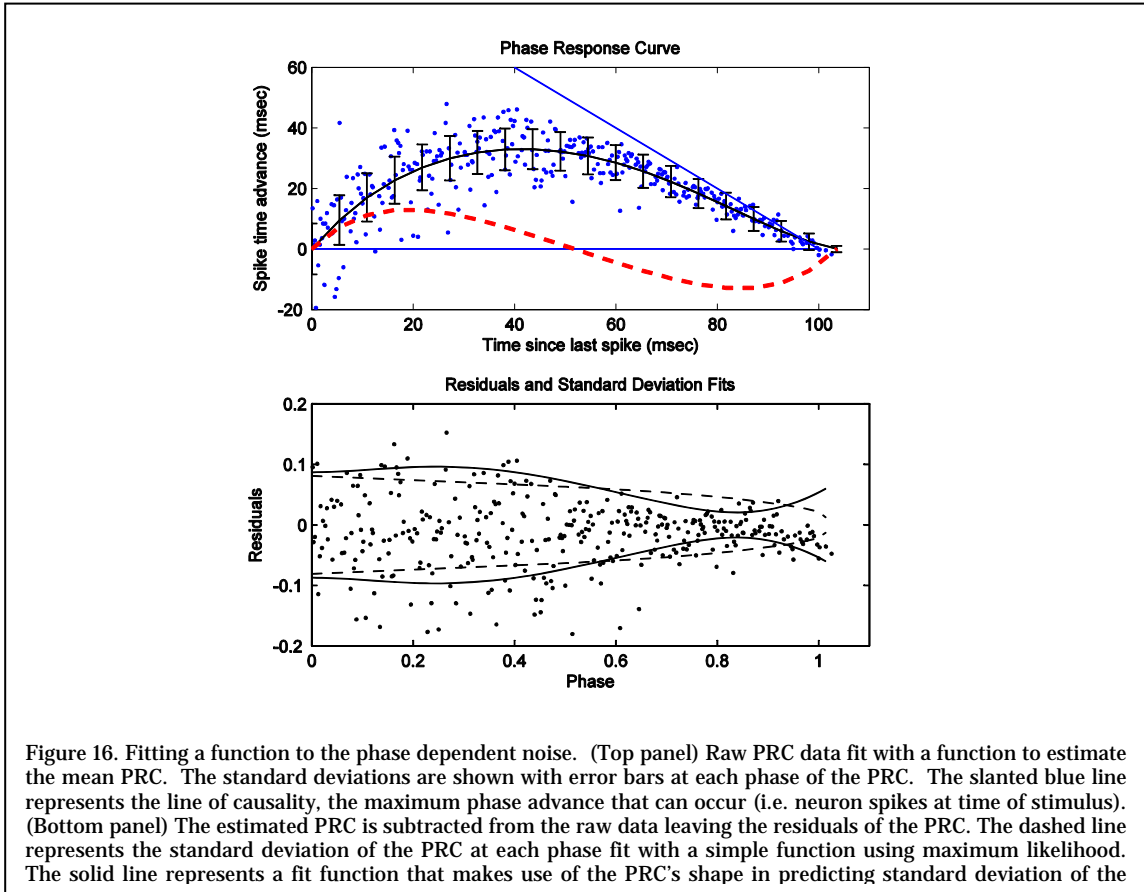 Phase Response Curve
60
40
20
0
-20
Spike time advance (msec)
0 20 40 60 80 100
Time since last spike (msec)
Residuals and Standard Deviation Fits
0.2
0.1
0
-0.1
-0.2
Residuals
0 0.2 0.4 0.6 0.8 1
Phase
Figure 16. Fitting a function to the phase dependent noise. (Top panel) Raw PRC data fit with a function to estimate
the mean PRC. The standard deviations are shown with error bars at each phase of the PRC. The slanted blue line
represents the line of causality, the maximum phase advance that can occur (i.e. neuron spikes at time of stimulus).
(Bottom panel) The estimated PRC is subtracted from the raw data leaving the residuals of the PRC. The dashed line
represents the standard deviation of the PRC at each phase fit with a simple function using maximum likelihood.
The solid line represents a fit function that makes use of the PRC's shape in predicting standard deviation of the